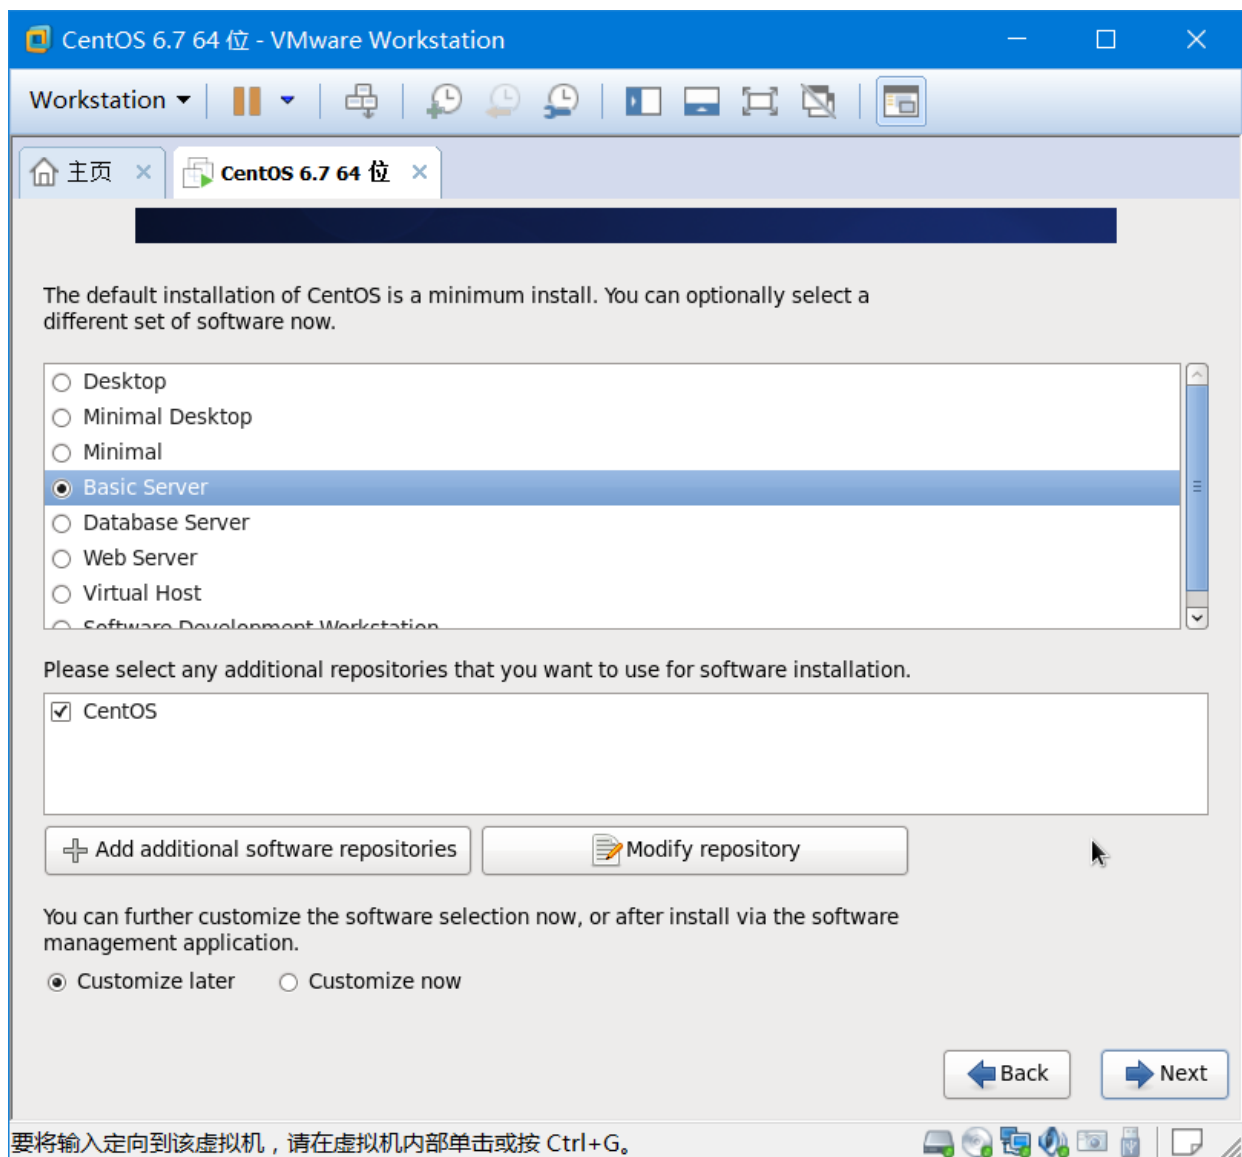 CentOS 6.7 64 位 - VMware Workstation
Workstation
主页
CentOS 6.7 64 位
The default installation of CentOS is a minimum install. You can optionally select a
different set of software now.
Desktop
Minimal Desktop
Minimal
Basic Server
Database Server
Web Server
Virtual Host
Software Development Workstation
Please select any additional repositories that you want to use for software installation.
CentOS
Add additional software repositories
Modify repository
You can further customize the software selection now, or after install via the software
management application.
Customize later
Customize now
Back
Next
要将输入定向到该虚拟机，请在虚拟机内部单击或按 Ctrl+G。